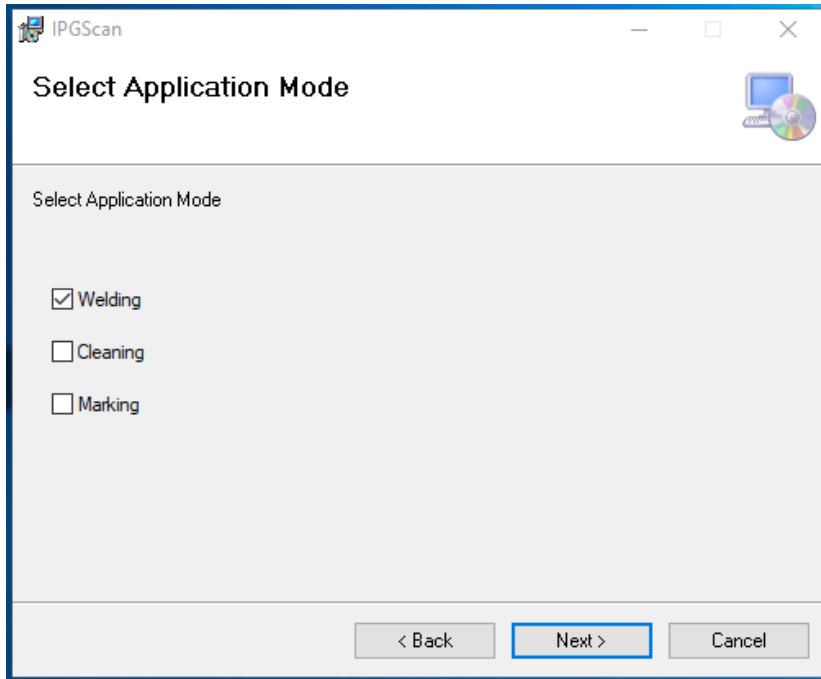 IPGScan
Select Application Mode
Select Application Mode
Welding
Cleaning
Marking
< Back Next > Cancel